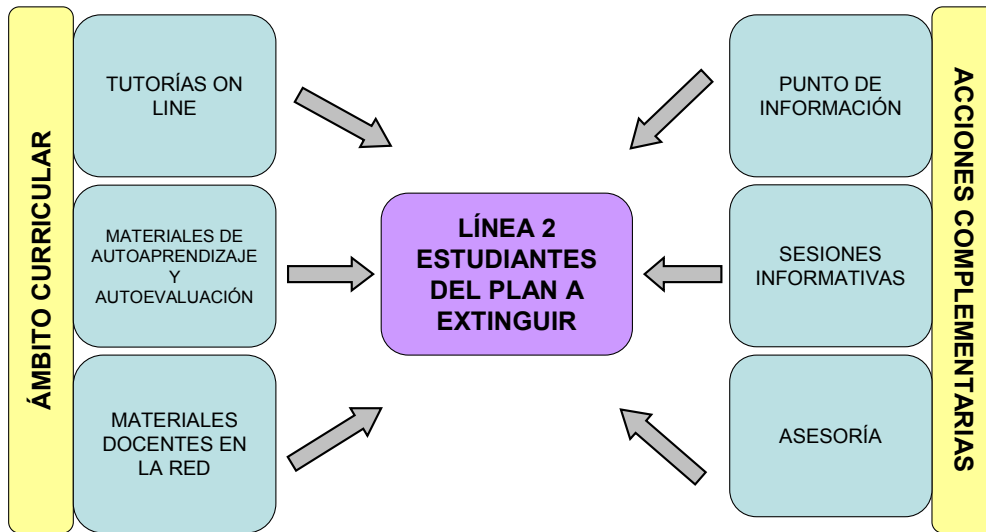 ÁMBITO CURRICULAR
TUTORÍAS ON
LINE
MATERIALES DE
AUTOAPRENDIZAJE
Y
AUTOEVALUACIÓN
MATERIALES
DOCENTES EN
LA RED
LÍNEA 2
ESTUDIANTES
DEL PLAN A
EXTINGUIR
PUNTO DE
INFORMACIÓN
SESIONES
INFORMATIVAS
ASESORÍA
ACCIONES COMPLEMENTARIAS